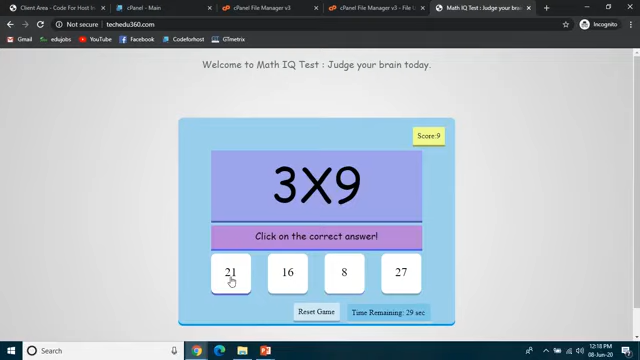 Client Area - Code For Host In
cPanel - Main
cPanel File Manager v3
cPanel File Manager v3 - File
Math IQ Test : Judge your brain
Not secure | techedu360.com
Incognito
Gmail
edujobs
YouTube
Facebook
Codeforhost
GTmetrix
Welcome to Math IQ Test : Judge your brain today.
Score:9
3X9
Click on the correct answer!
21 16 8 27
Reset Game
Time Remaining: 29 sec
Search
12:18 PM
08-Jun-20